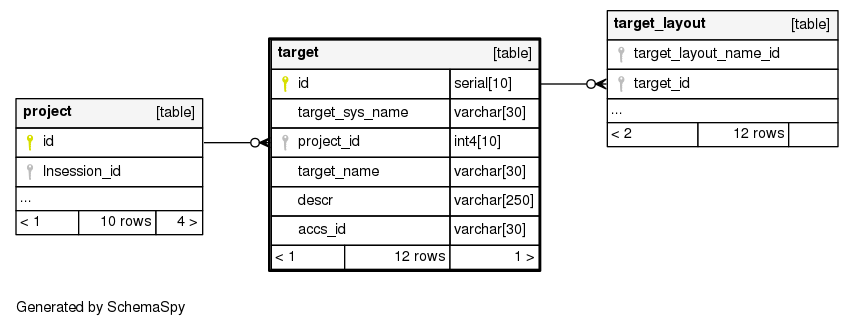 target_layout [table]
target_layout_name_id
target_id
...
< 2 12 rows
target [table]
id serial[10]
target_sys_name varchar[30]
project_id int4[10]
target_name varchar[30]
descr varchar[250]
accs_id varchar[30]
< 1 12 rows 1 >
project [table]
id
lnsession_id
...
< 1 10 rows 4 >
Generated by SchemaSpy